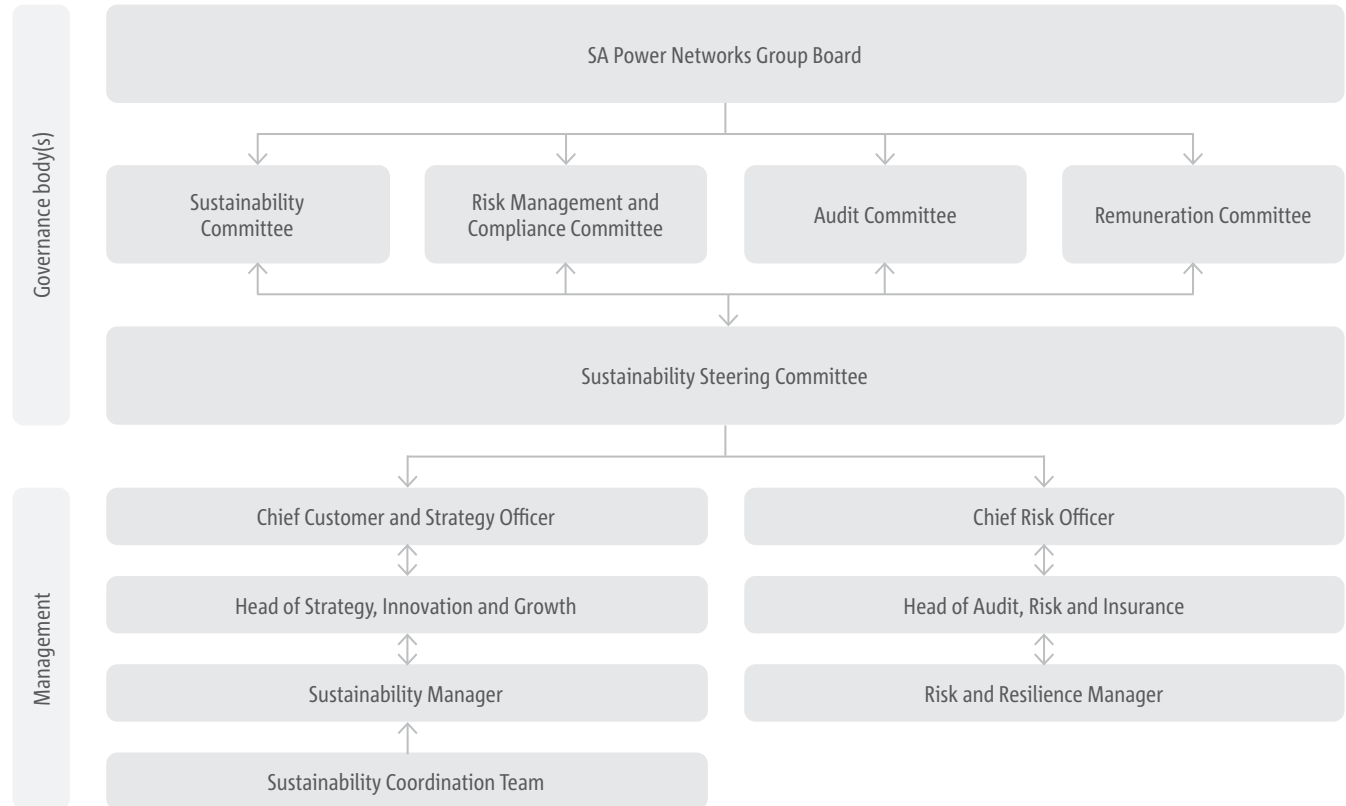 Governance body(s)
SA Power Networks Group Board
Sustainability
Committee
Risk Management and
Compliance Committee
Audit Committee
Remuneration Committee
Sustainability Steering Committee
Management
Chief Customer and Strategy Officer
Chief Risk Officer
Head of Strategy, Innovation and Growth
Head of Audit, Risk and Insurance
Sustainability Manager
Risk and Resilience Manager
Sustainability Coordination Team